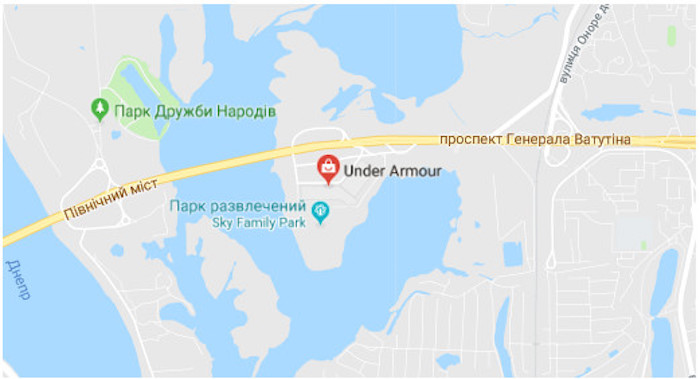 вулиця Оноре де
Парк Дружби Народів
проспект Генерала Ватутіна
Under Armour
Північний міст
Парк развлечений
Sky Family Park
Днепр